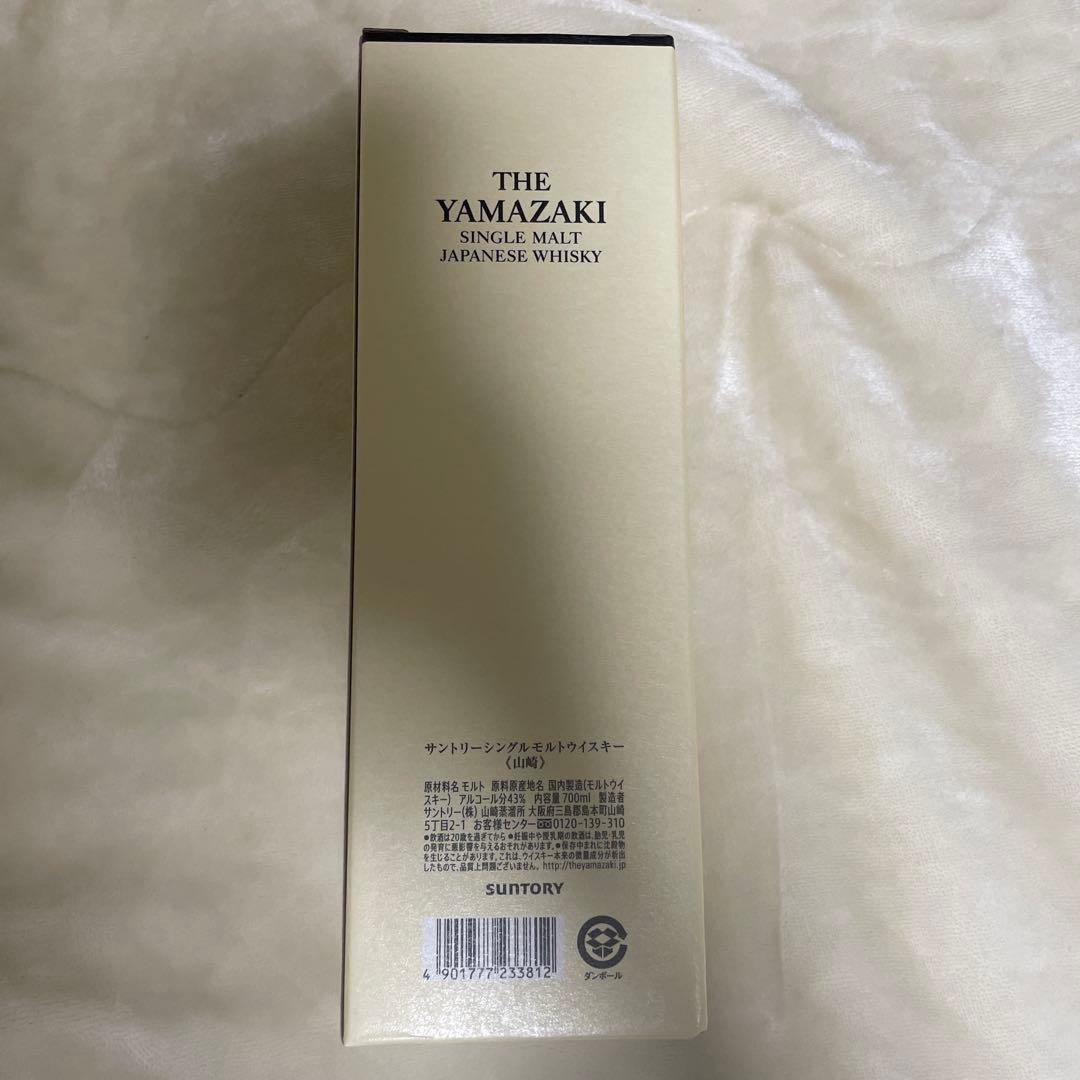 THE
YAMAZAKI
SINGLE MALT
JAPANESE WHISKY
サントリーシングルモルトウイスキー
《山崎》
原材料名 モルト 原料原産地名 国内製造(モルトウイ
スキー) アルコール分43% 内容量700ml 製造者
サントリー(株) 山崎蒸溜所 大阪府三島郡島本町山崎
5丁目2-1 お客様センター 0120-139-310
●飲酒は20歳を過ぎてから ●妊娠中や授乳期の飲酒は、胎児・乳児
の発育に悪影響を与えるおそれがあります。●保存中まれに沈殿物
を生じることがあります。これは、ウイスキー本来の微量成分が析出
したもので、品質上問題ございません。http://theyamazaki.jp
SUNTORY
4 901777 233812
ダンボール